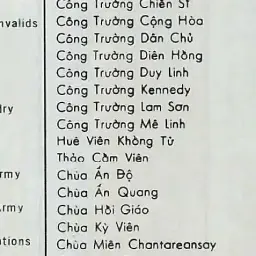 Công Trường Chiến Sĩ
nvalids Công Trường Cộng Hòa
Công Trường Dân Chủ
Công Trường Diên Hồng
Công Trường Duy Linh
Công Trường Kennedy
ry Công Trường Lam Sơn
Công Trường Mê Linh
Huê Viên Khổng Tử
Thảo Cầm Viên
rmy Chùa Ấn Độ
Chùa Ấn Quang
Army Chùa Hồi Giáo
Chùa Kỳ Viên
ations Chùa Miên Chantareansay